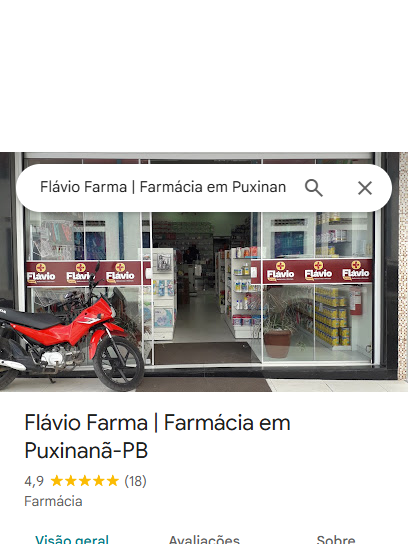 Flávio Farma | Farmácia em Puxinan
Flávio Flávio Flávio Flávio Flávio Flávio
Flávio Farma | Farmácia em
Puxinanã-PB
4,9 (18)
Farmácia
Visão geral Avaliações Sobre